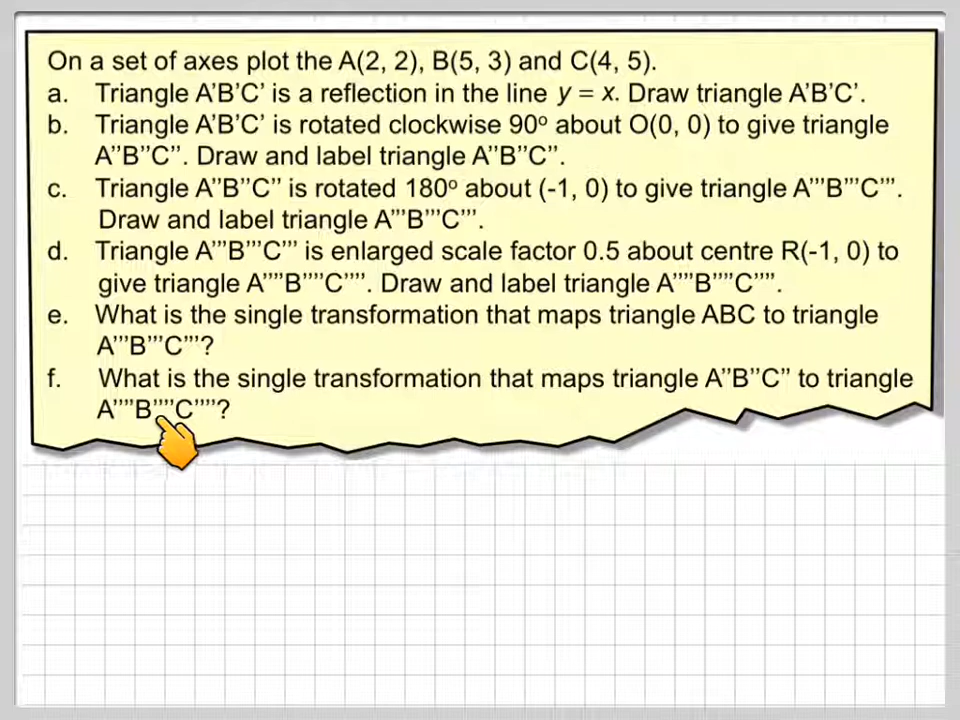 On a set of axes plot the A(2, 2), B(5, 3) and C(4, 5).
a. Triangle A’B’C’ is a reflection in the line y = x. Draw triangle A’B’C’.
b. Triangle A’B’C’ is rotated clockwise 90º about O(0, 0) to give triangle
A’’B’’C’’. Draw and label triangle A’’B’’C’’.
c. Triangle A’’B’’C’’ is rotated 180º about (-1, 0) to give triangle A’’’B’’’C’’’.
Draw and label triangle A’’’B’’’C’’’.
d. Triangle A’’’B’’’C’’’ is enlarged scale factor 0.5 about centre R(-1, 0) to
give triangle A’’’’B’’’’C’’’’. Draw and label triangle A’’’’B’’’’C’’’’.
e. What is the single transformation that maps triangle ABC to triangle
A’’’B’’’C’’’?
f. What is the single transformation that maps triangle A’’B’’C’’ to triangle
A’’’’B’’’’C’’’’?